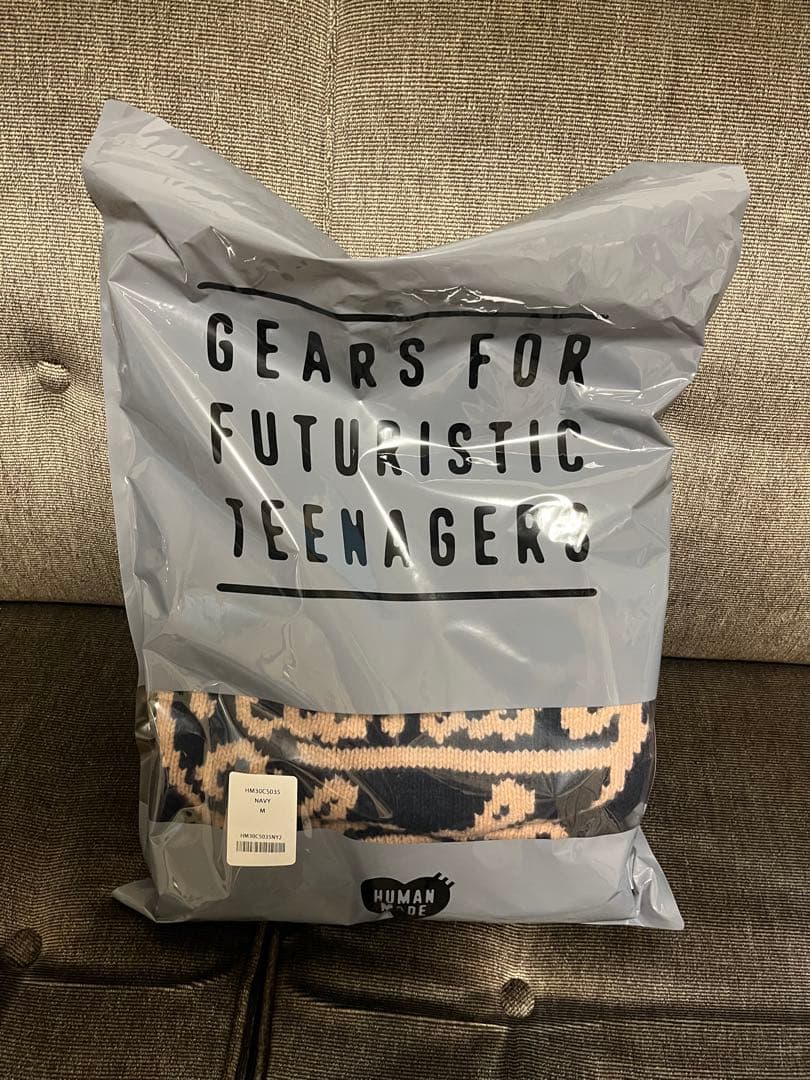 GEARS FOR
FUTURISTIC
TEENAGERS
HM30CS035
NAVY
M
HM30CS035NY2
HUMAN
MADE